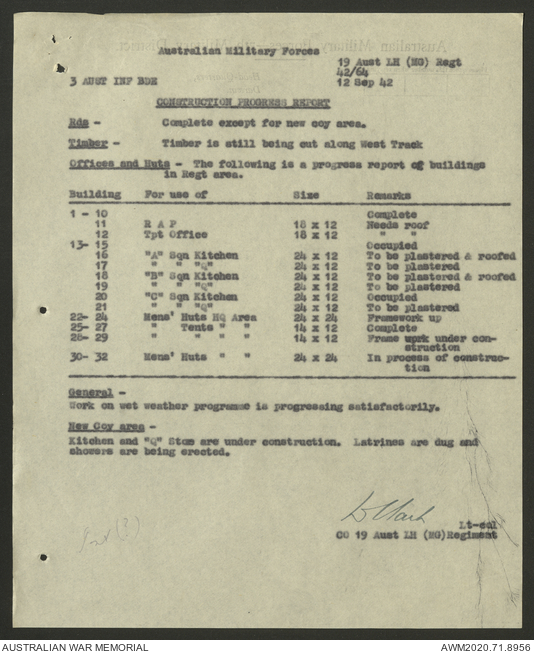 Australian Military Forces
19 Aust LH (MG) Regt
42/64
3 AUST INF BDE
12 Sep 42
CONSTRUCTION PROGRESS REPORT
Rds - Complete except for new coy area.
Timber - Timber is still being cut along West Track
Offices and Huts - The following is a progress report of buildings
in Regt area.
Building For use of Size Remarks
1 - 10 Complete
11 R A P 18 x 12 Needs roof
12 Tpt Office 18 x 12 " "
13- 15 Occupied
16 "A" Sqn Kitchen 24 x 12 To be plastered & roofed
17 " " "Q" 24 x 12 To be plastered
18 "B" Sqn Kitchen 24 x 12 To be plastered & roofed
19 " " "Q" 24 x 12 To be plastered
20 "C" Sqn Kitchen 24 x 12 Occupied
21 " " "Q" 24 x 12 To be plastered
22- 24 Mens' Huts HQ Area 24 x 24 Framework up
25- 27 " Tents " " 14 x 12 Complete
28- 29 " " " " 14 x 12 Frame work under con-
struction
30- 32 Mens' Huts " " 24 x 24 In process of construc-
tion
General -
Work on wet weather programme is progressing satisfactorily.
New Coy area -
Kitchen and "Q" Store are under construction. Latrines are dug and
showers are being erected.
Lt-col
CO 19 Aust LH (MG)Regiment
AUSTRALIAN WAR MEMORIAL
AWM2020.71.8956